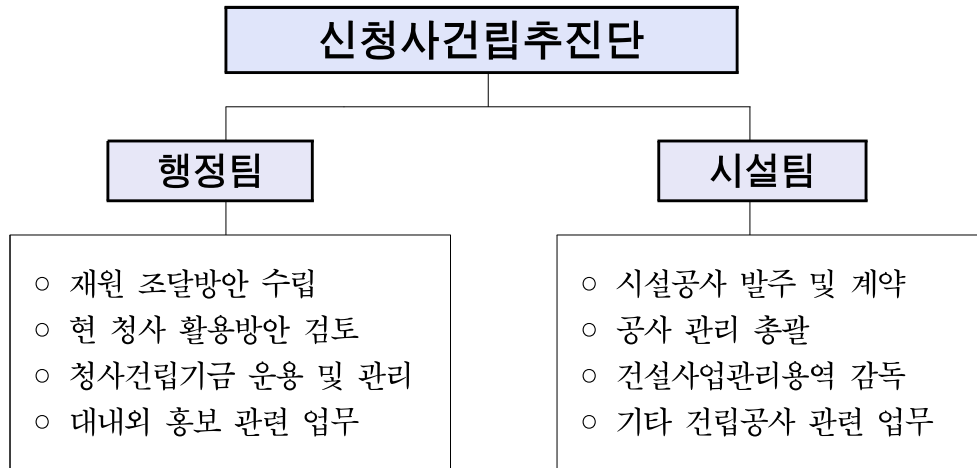 신청사건립추진단
행정팀
○ 재원 조달방안 수립
○ 현 청사 활용방안 검토
○ 청사건립기금 운용 및 관리
○ 대내외 홍보 관련 업무
시설팀
○ 시설공사 발주 및 계약
○ 공사 관리 총괄
○ 건설사업관리용역 감독
○ 기타 건립공사 관련 업무